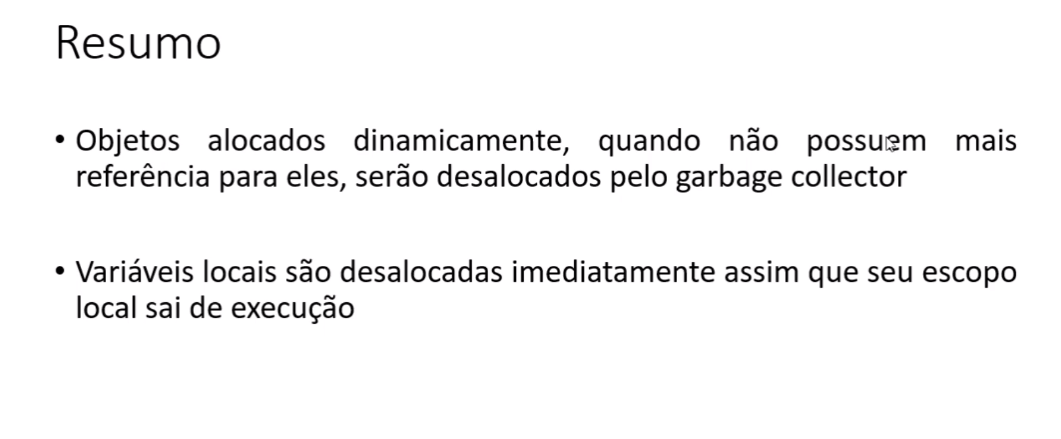 Resumo
• Objetos alocados dinamicamente, quando não possuem mais
referência para eles, serão desalocados pelo garbage collector
• Variáveis locais são desalocadas imediatamente assim que seu escopo
local sai de execução